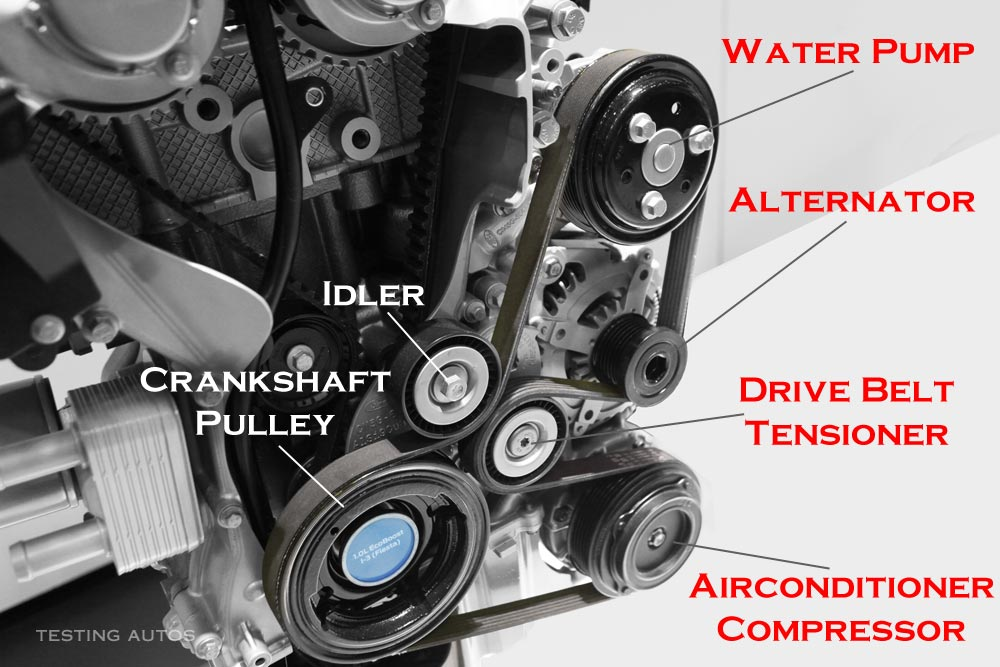 WATER PUMP
ALTERNATOR
IDLER
CRANKSHAFT
PULLEY
DRIVE BELT
TENSIONER
1.0L EcoBoost
I-3 (Fiesta)
AIRCONDITIONER
COMPRESSOR
TESTING AUTOS